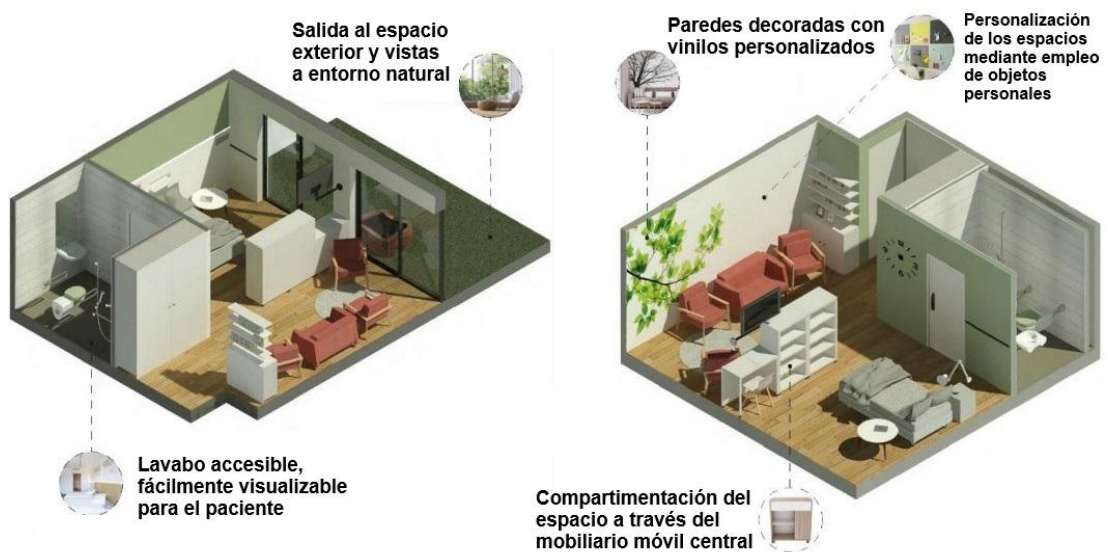 Salida al espacio
exterior y vistas
a entorno natural
Paredes decoradas con
vinilos personalizados
Personalización
de los espacios
mediante empleo
de objetos
personales
Lavabo accesible,
fácilmente visualizable
para el paciente
Compartimentación del
espacio a través del
mobiliario móvil central